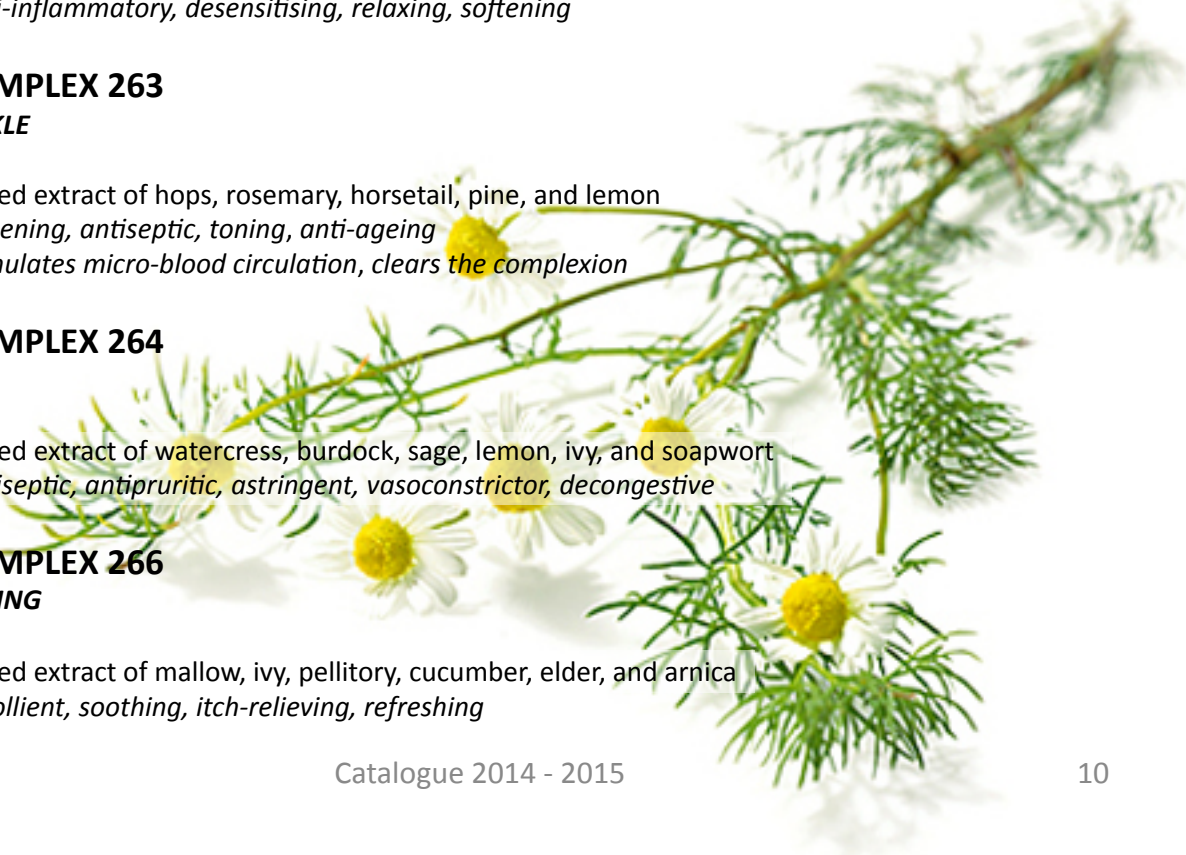 i-inflammatory, desensitising, relaxing, softening
MPLEX 263
KLE
ed extract of hops, rosemary, horsetail, pine, and lemon
ening, antiseptic, toning, anti-ageing
nulates micro-blood circulation, clears the complexion
MPLEX 264
ed extract of watercress, burdock, sage, lemon, ivy, and soapwort
iseptic, antipruritic, astringent, vasoconstrictor, decongestive
MPLEX 266
ING
ed extract of mallow, ivy, pellitory, cucumber, elder, and arnica
ollient, soothing, itch-relieving, refreshing
Catalogue 2014 - 2015
10